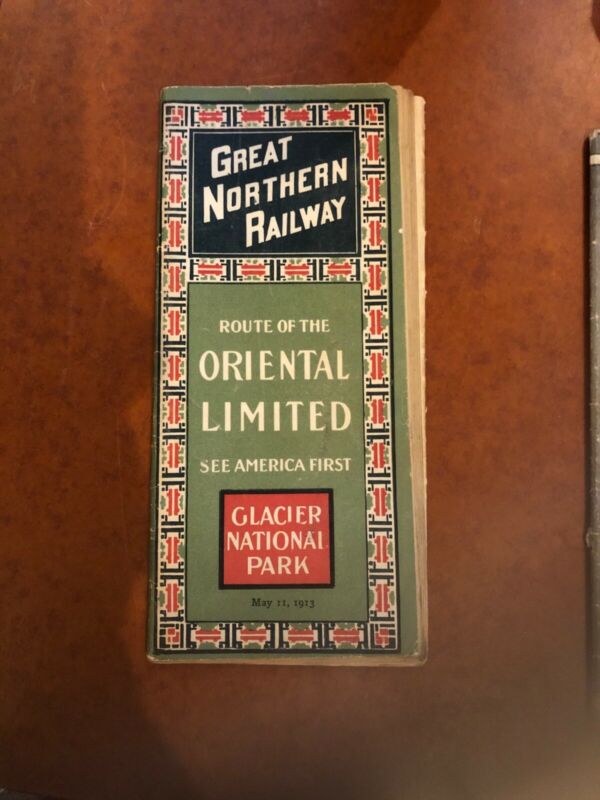 GREAT
NORTHERN
RAILWAY
ROUTE OF THE
ORIENTAL
LIMITED
SEE AMERICA FIRST
GLACIER
NATIONAL
PARK
May 11, 1913